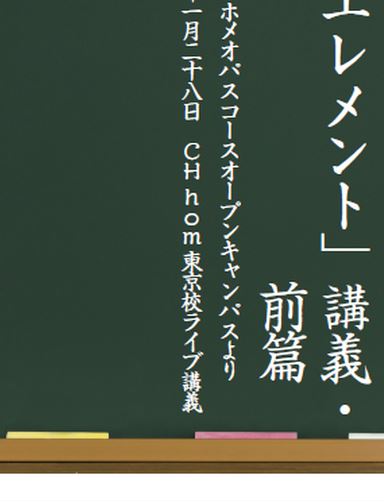 エレメント」講義・
前篇
ホメオパスコースオープンキャンパスより
一月二十八日　CHhom東京校ライブ講義